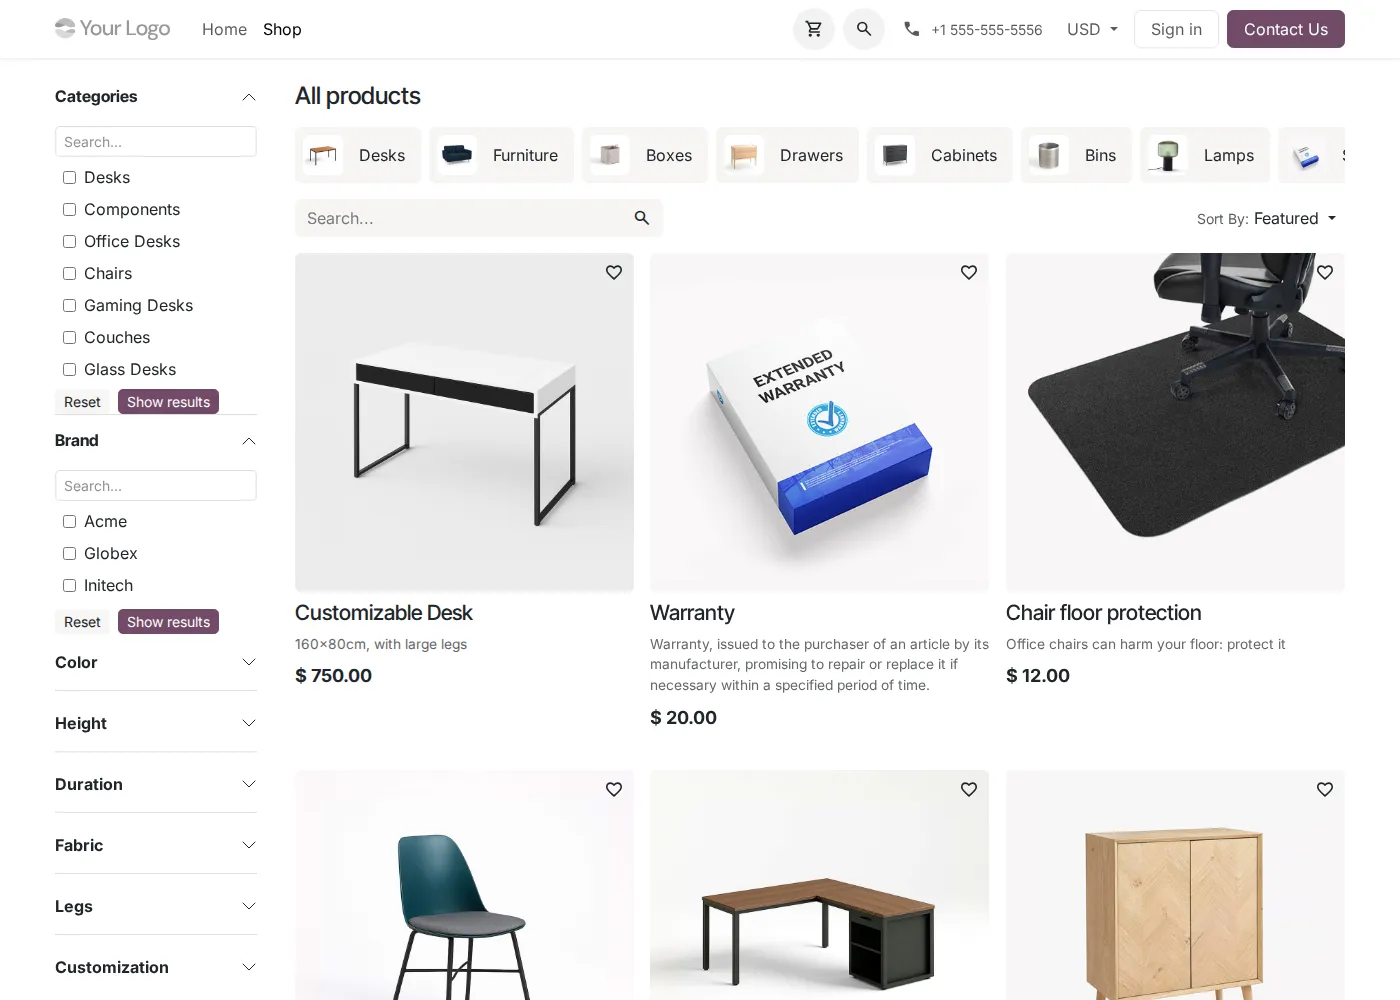 Your Logo
Home
Shop
+1 555-555-5556
USD
Sign in
Contact Us
Categories
Search...
Desks
Components
Office Desks
Chairs
Gaming Desks
Couches
Glass Desks
Reset
Show results
Brand
Search...
Acme
Globex
Initech
Reset
Show results
Color
Height
Duration
Fabric
Legs
Customization
All products
Desks
Furniture
Boxes
Drawers
Cabinets
Bins
Lamps
Search...
Sort By: Featured
EXTENDED
WARRANTY
Customizable Desk
160×80cm, with large legs
$ 750.00
Warranty
Warranty, issued to the purchaser of an article by its
manufacturer, promising to repair or replace it if
necessary within a specified period of time.
$ 20.00
Chair floor protection
Office chairs can harm your floor: protect it
$ 12.00